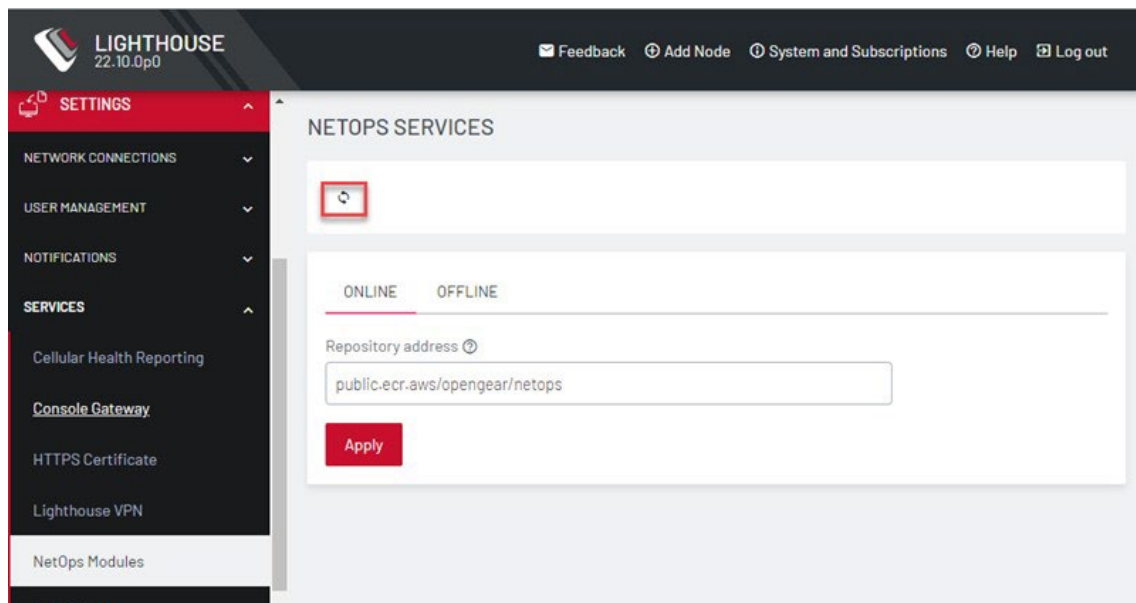 LIGHTHOUSE
22.10.0p0
Feedback Add Node System and Subscriptions Help Log out
SETTINGS
NETWORK CONNECTIONS
USER MANAGEMENT
NOTIFICATIONS
SERVICES
Cellular Health Reporting
Console Gateway
HTTPS Certificate
Lighthouse VPN
NetOps Modules
NETOPS SERVICES
ONLINE OFFLINE
Repository address
public.ecr.aws/opengear/netops
Apply